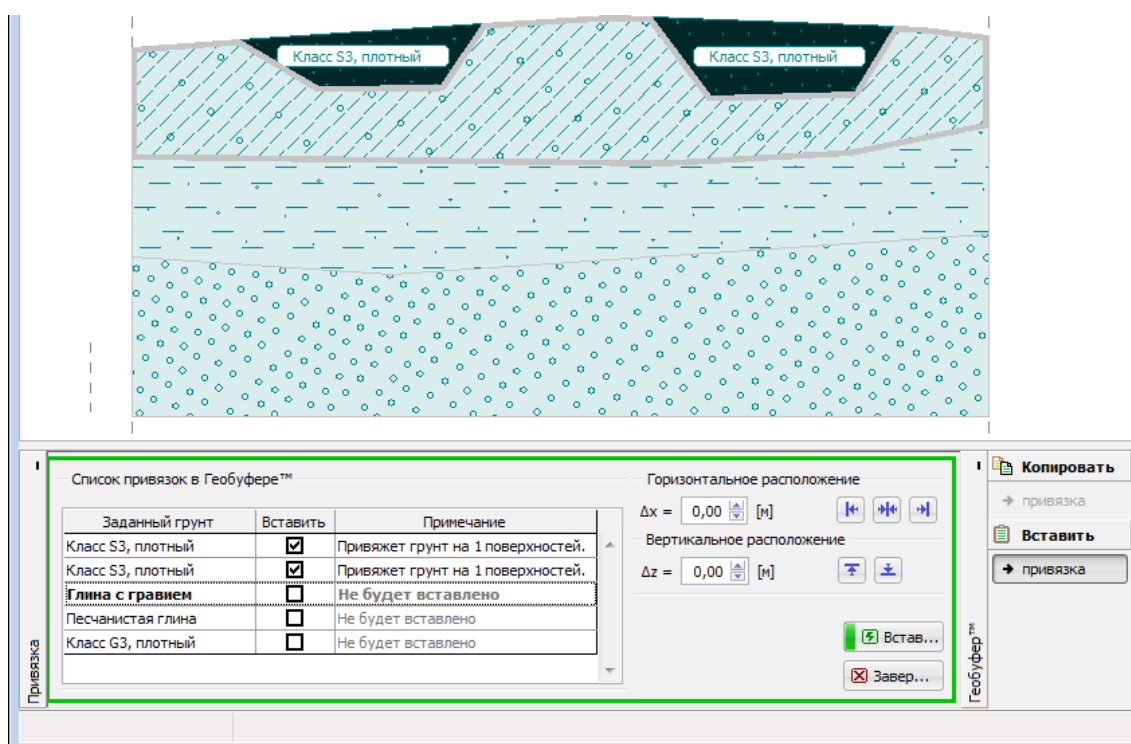 Класс S3, плотный
Класс S3, плотный
Привязка
Список привязок в Геобуфере™
Заданный грунт Вставить Примечание
Класс S3, плотный Привяжет грунт на 1 поверхностей.
Класс S3, плотный Привяжет грунт на 1 поверхностей.
Глина с гравием Не будет вставлено
Песчанистая глина Не будет вставлено
Класс G3, плотный Не будет вставлено
Горизонтальное расположение
Δx = 0,00 [м]
Вертикальное расположение
Δz = 0,00 [м]
Встав...
Завер...
Геобуфер™
Копировать
привязка
Вставить
привязка